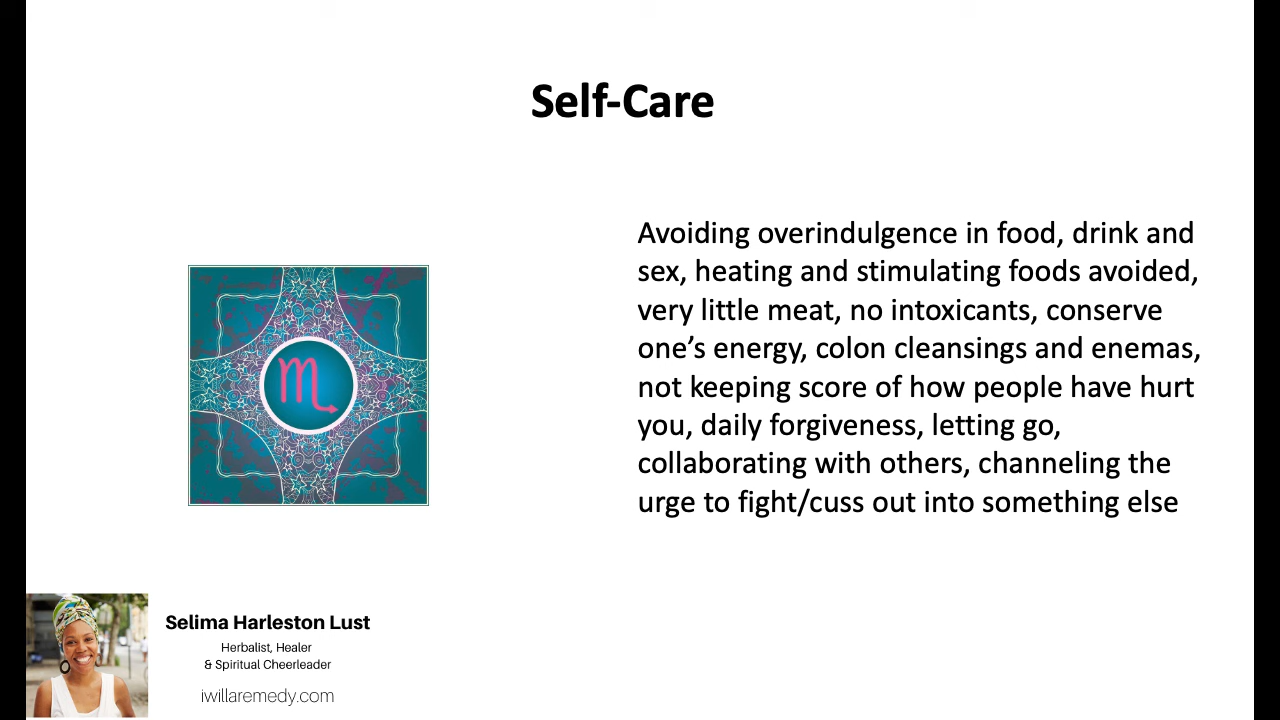 Self-Care
Avoiding overindulgence in food, drink and
sex, heating and stimulating foods avoided,
very little meat, no intoxicants, conserve
one’s energy, colon cleansings and enemas,
not keeping score of how people have hurt
you, daily forgiveness, letting go,
collaborating with others, channeling the
urge to fight/cuss out into something else
Selima Harleston Lust
Herbalist, Healer
& Spiritual Cheerleader
iwillaremedy.com